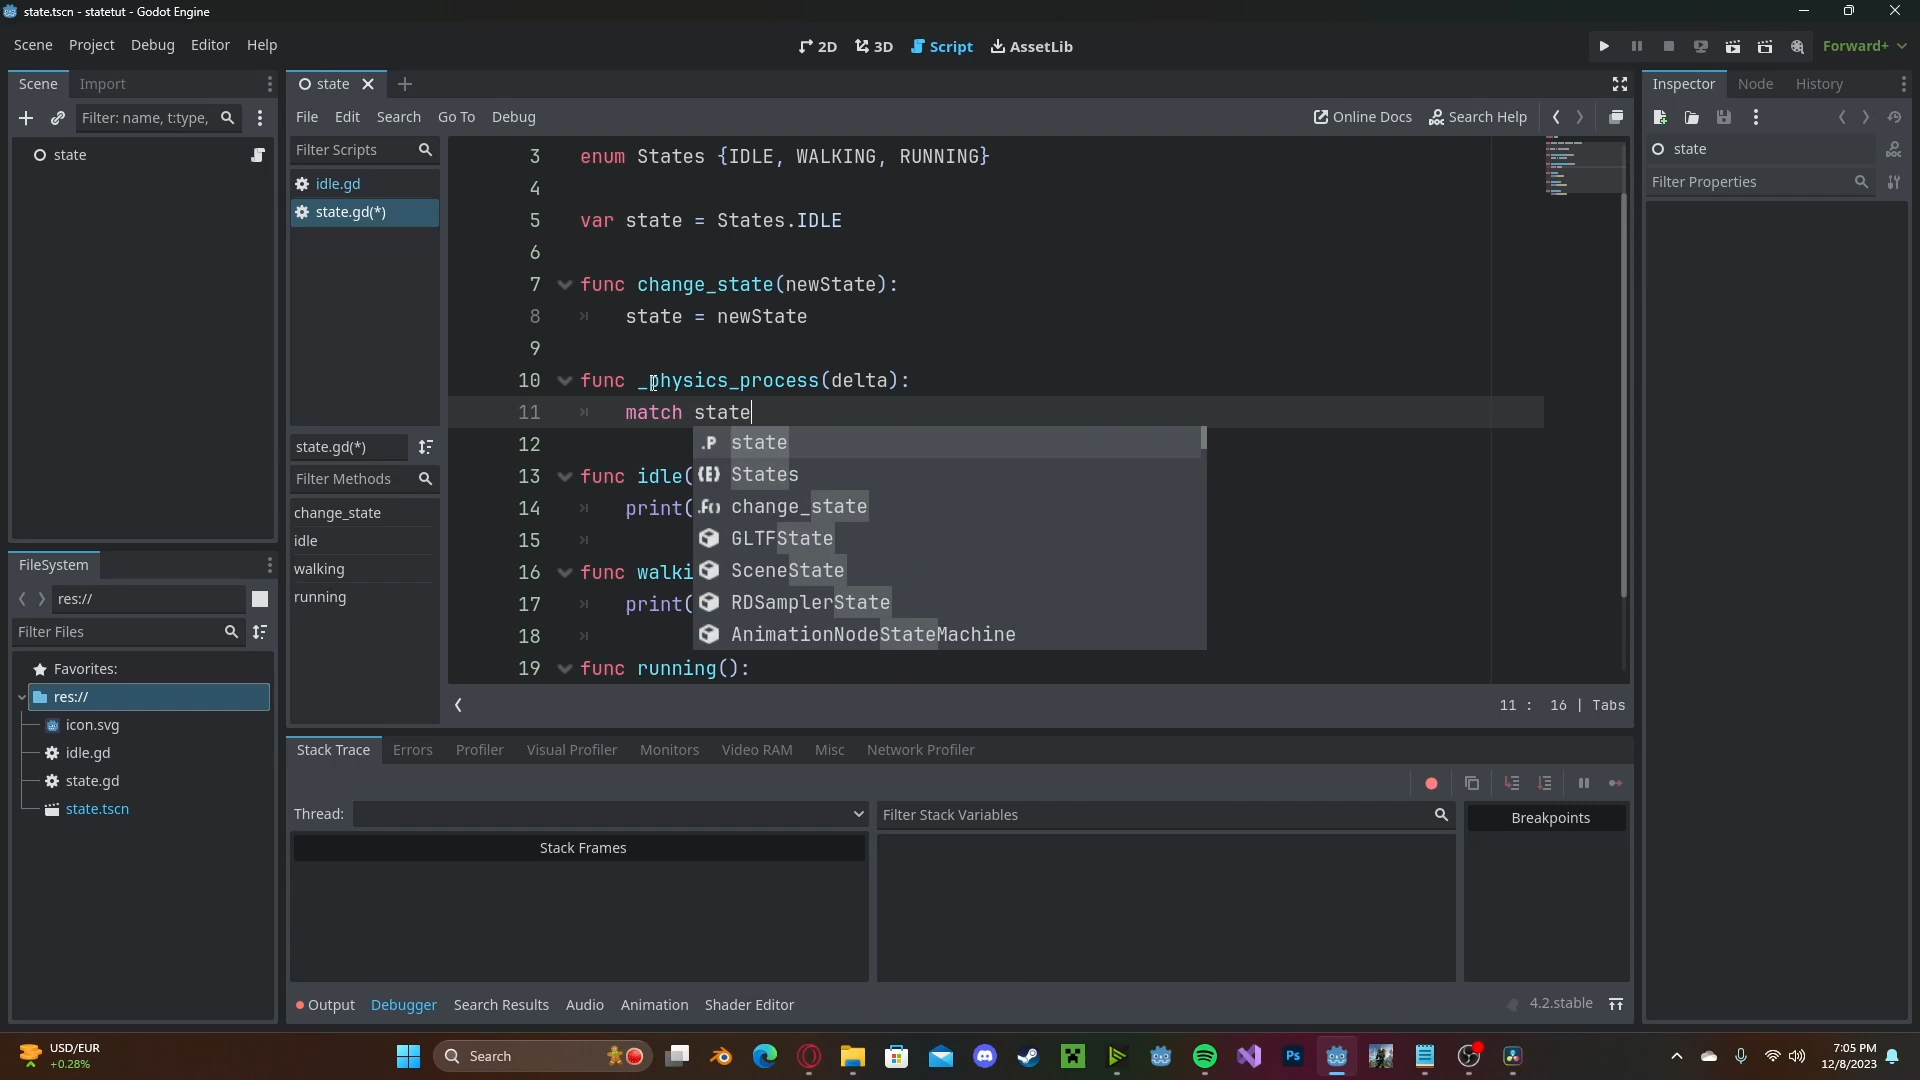 state.tscn - statetut - Godot Engine
Scene Project Debug Editor Help
2D 3D Script AssetLib
Forward+
Scene Import
Filter: name, t:type,
state
state
File Edit Search Go To Debug
Online Docs Search Help
Filter Scripts
idle.gd
state.gd(*)
state.gd(*)
Filter Methods
change_state
idle
walking
running
3 enum States {IDLE, WALKING, RUNNING}
4
5 var state = States.IDLE
6
7 func change_state(newState):
8 state = newState
9
10 func _physics_process(delta):
11 match state
12
13 func idle(
14 print(
15
16 func walki
17 print(
18
19 func running():
.P state
{E} States
.F() change_state
GLTFState
SceneState
RDSamplerState
AnimationNodeStateMachine
11 : 16 | Tabs
Inspector Node History
state
Filter Properties
FileSystem
res://
Filter Files
Favorites:
res://
icon.svg
idle.gd
state.gd
state.tscn
Stack Trace Errors Profiler Visual Profiler Monitors Video RAM Misc Network Profiler
Thread:
Filter Stack Variables
Breakpoints
Stack Frames
Output Debugger Search Results Audio Animation Shader Editor
4.2.stable
USD/EUR
+0.28%
Search
Ps
7:05 PM
12/8/2023